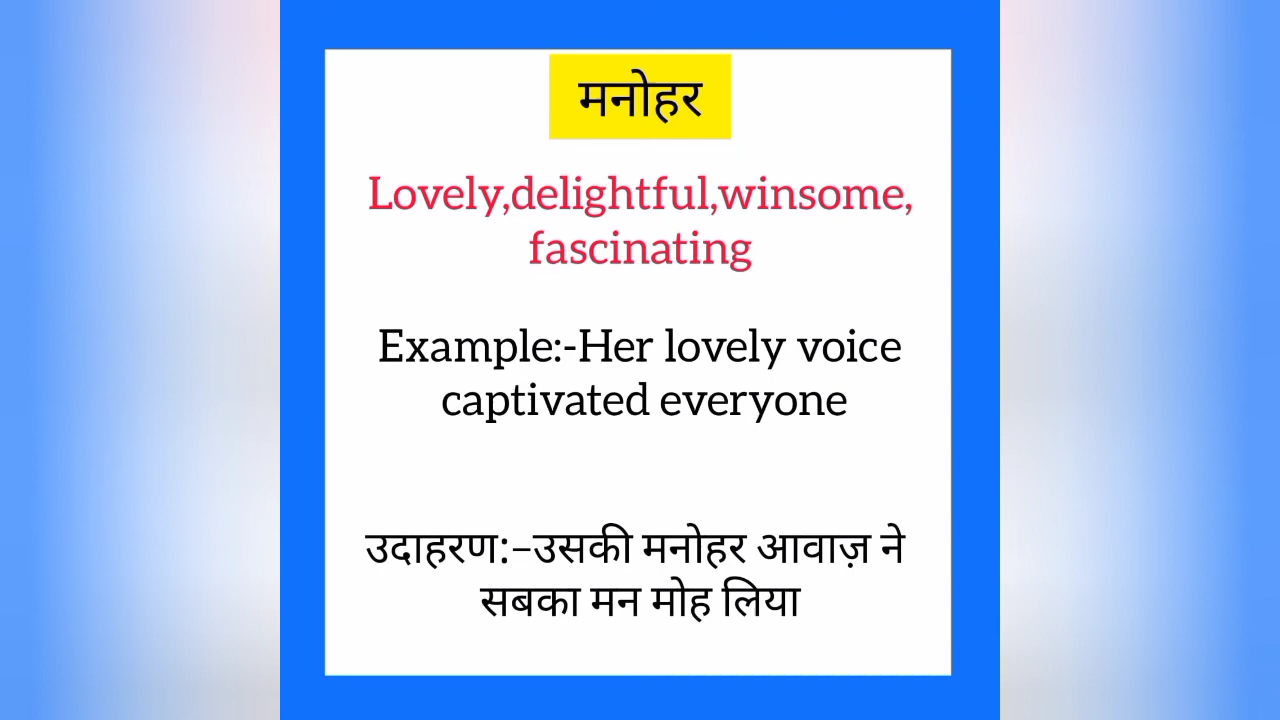 मनोहर
Lovely,delightful,winsome,
fascinating
Example:-Her lovely voice
captivated everyone
उदाहरण:–उसकी मनोहर आवाज़ ने
सबका मन मोह लिया